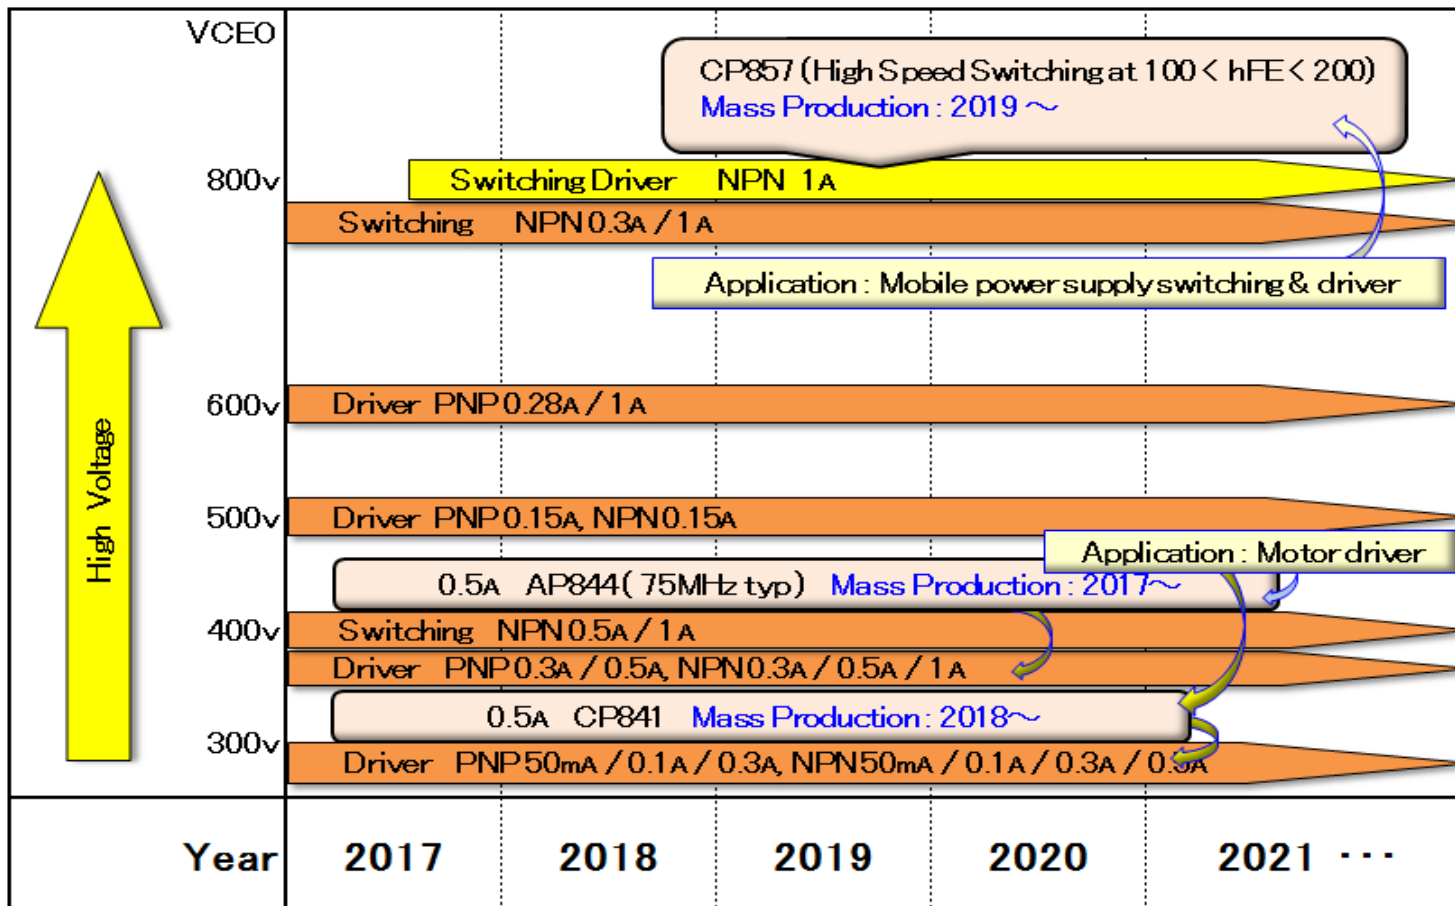 VCEO
CP857 (High Speed Switching at 100 < hFE < 200)
Mass Production : 2019 ～
800v
Switching Driver NPN 1A
Switching NPN 0.3A / 1A
Application : Mobile power supply switching & driver
600v
Driver PNP 0.28A / 1A
High Voltage
500v
Driver PNP 0.15A, NPN 0.15A
Application : Motor driver
0.5A AP844 ( 75MHz typ) Mass Production : 2017～
400v
Switching NPN 0.5A / 1A
Driver PNP 0.3A / 0.5A, NPN 0.3A / 0.5A / 1A
0.5A CP841 Mass Production : 2018～
300v
Driver PNP 50mA / 0.1A / 0.3A, NPN 50mA / 0.1A / 0.3A / 0.5A
Year 2017 2018 2019 2020 2021 ···